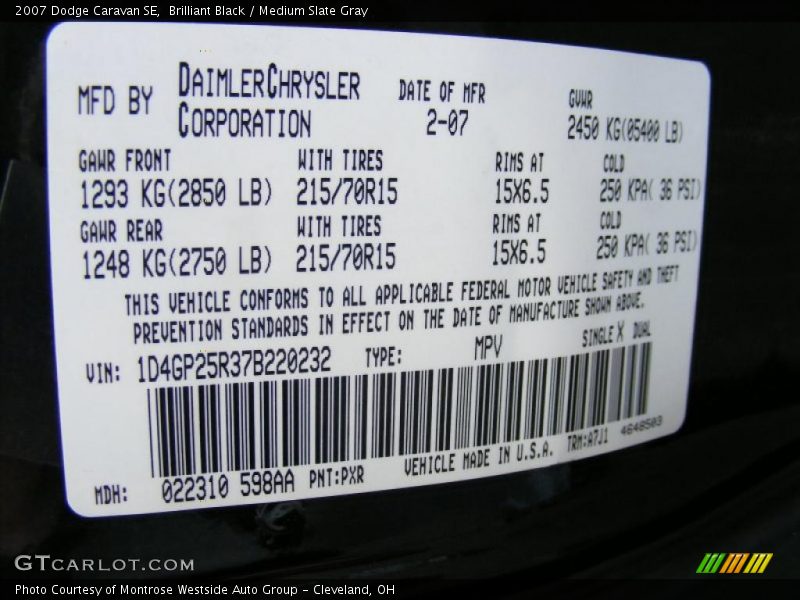 2007 Dodge Caravan SE,  Brilliant Black / Medium Slate Gray
MFD BY DAIMLERCHRYSLER CORPORATION
DATE OF MFR 2-07
GVWR 2450 KG(05400 LB)
GAWR FRONT WITH TIRES RIMS AT COLD
1293 KG(2850 LB) 215/70R15 15X6.5 250 KPA( 36 PSI)
GAWR REAR WITH TIRES RIMS AT COLD
1248 KG(2750 LB) 215/70R15 15X6.5 250 KPA( 36 PSI)
THIS VEHICLE CONFORMS TO ALL APPLICABLE FEDERAL MOTOR VEHICLE SAFETY AND THEFT
PREVENTION STANDARDS IN EFFECT ON THE DATE OF MANUFACTURE SHOWN ABOVE.
VIN: 1D4GP25R37B220232 TYPE: MPV SINGLE X DUAL
MDH: 022310 598AA PNT:PXR VEHICLE MADE IN U.S.A. TRM:A7J1 4648503
GTCARLOT.COM
Photo Courtesy of Montrose Westside Auto Group - Cleveland, OH